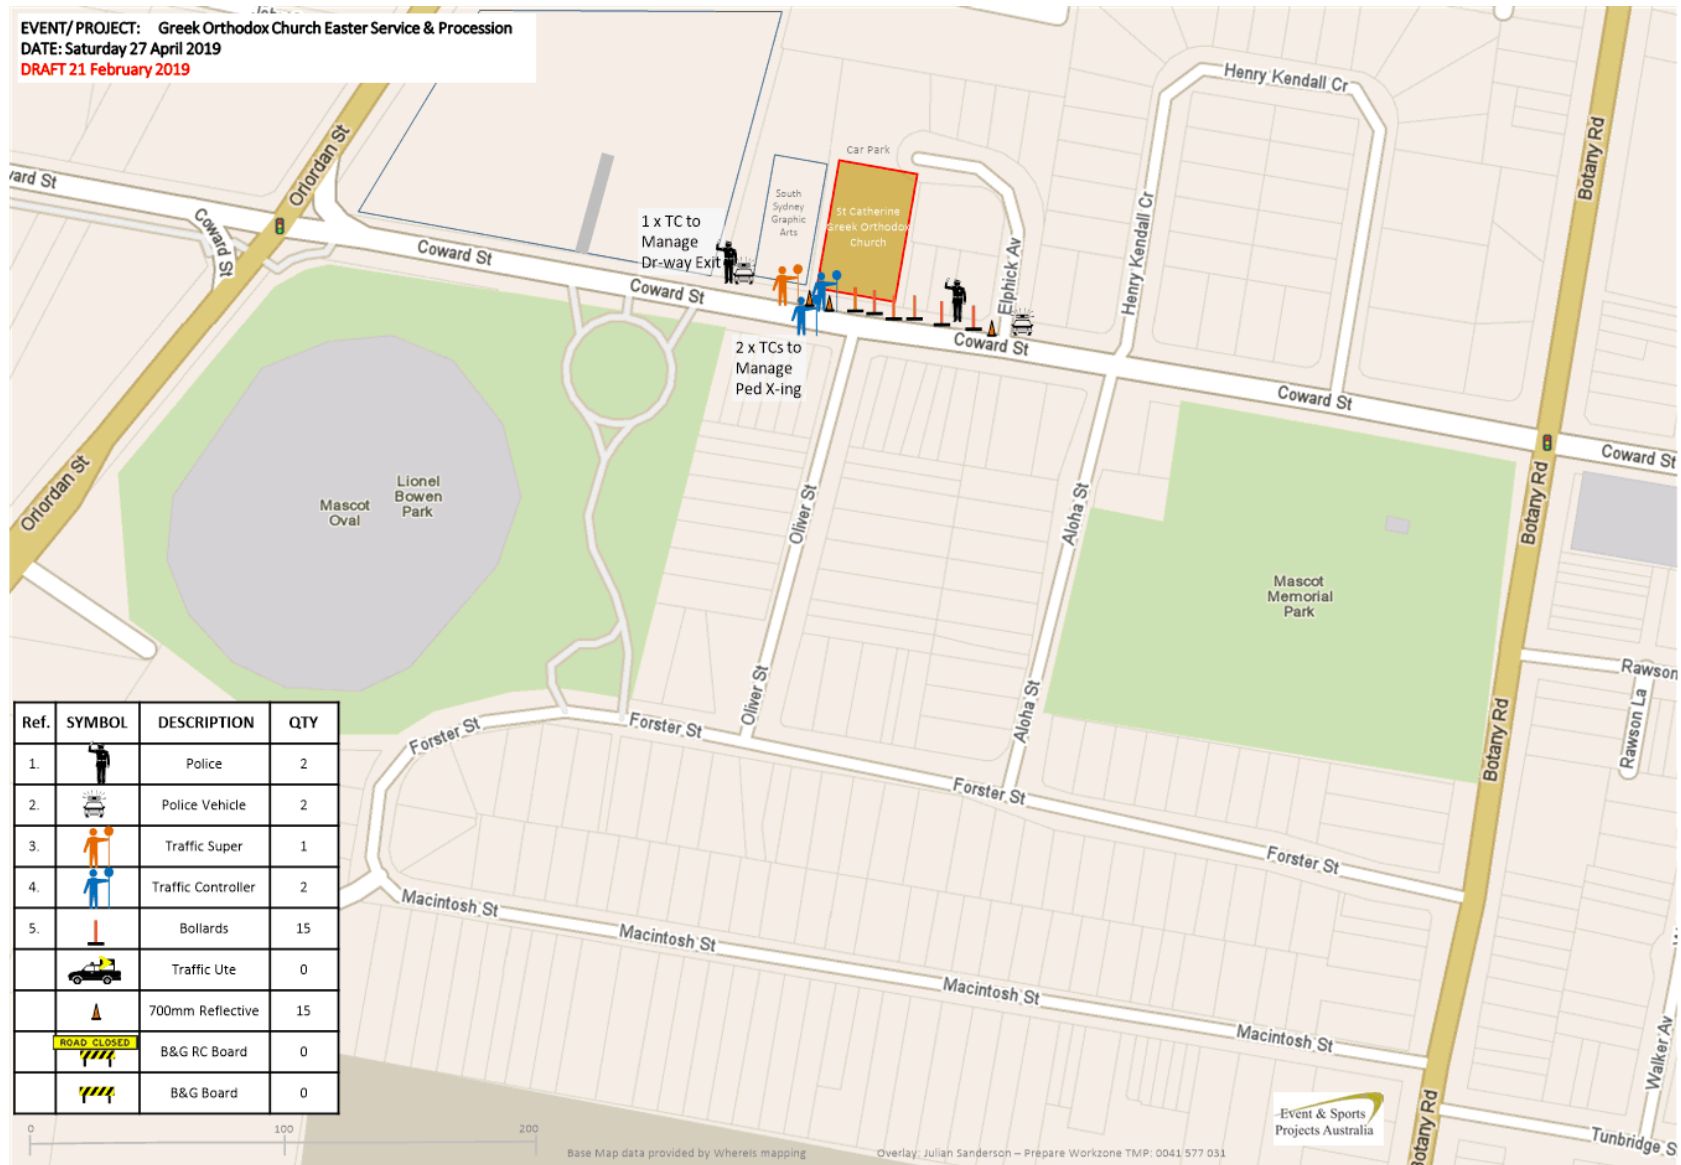 EVENT/ PROJECT: Greek Orthodox Church Easter Service & Procession
DATE: Saturday 27 April 2019
DRAFT 21 February 2019
Henry Kendall Cr
Botany Rd
Oriordan St
Car Park
vard St
Coward St
South
Sydney
Graphic
Arts
St Catherine
Greek Orthodox
Church
1 x TC to
Manage
Dr-way Exit
Coward St
Coward St
Elphick Av
Henry Kendall Cr
2 x TCs to
Manage
Ped X-ing
Coward St
Coward St
Coward St
Oriordan St
Mascot
Oval
Lionel
Bowen
Park
Oliver St
Aloha St
Botany Rd
Mascot
Memorial
Park
Rawson
Rawson La
Oliver St
Aloha St
Botany Rd
Forster St
Forster St
Forster St
Forster St
Ref. SYMBOL DESCRIPTION QTY
1. Police 2
2. Police Vehicle 2
3. Traffic Super 1
4. Traffic Controller 2
5. Bollards 15
Traffic Ute 0
700mm Reflective 15
ROAD CLOSED B&G RC Board 0
B&G Board 0
Macintosh St
Macintosh St
Macintosh St
Macintosh St
Walker Av
Botany Rd
Tunbridge S
Event & Sports
Projects Australia
0 100 200
Base Map data provided by WhereIs mapping
Overlay: Julian Sanderson – Prepare Workzone TMP: 0041 577 031